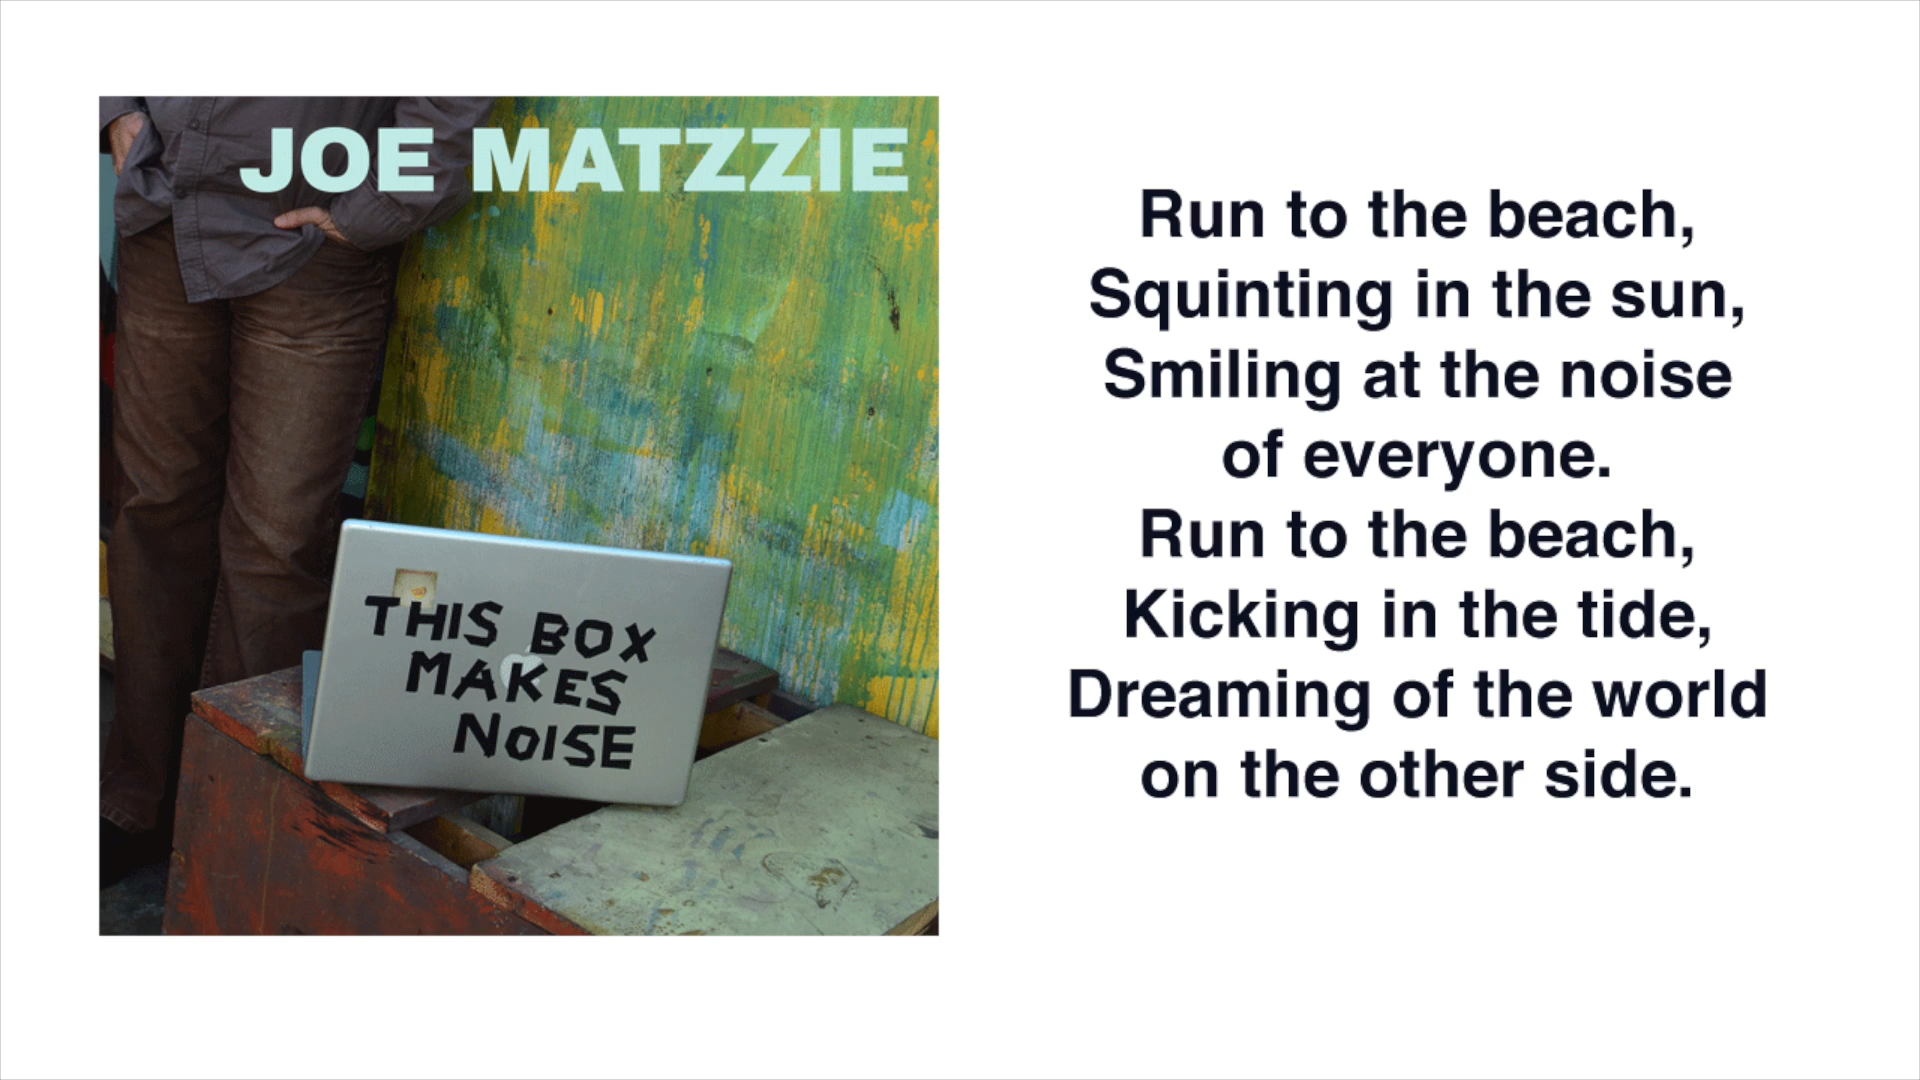 JOE MATZZIE
THIS BOX
MAKES
NOISE
Run to the beach,
Squinting in the sun,
Smiling at the noise
of everyone.
Run to the beach,
Kicking in the tide,
Dreaming of the world
on the other side.